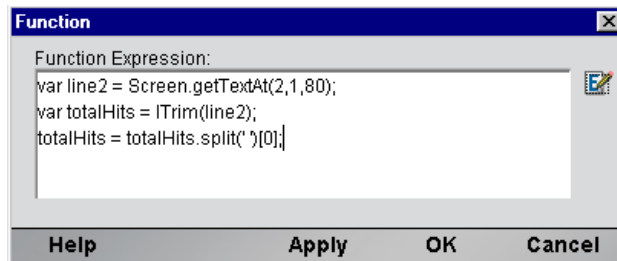 Function
Function Expression:
var line2 = Screen.getTextAt(2,1,80);
var totalHits = lTrim(line2);
totalHits = totalHits.split(' ')[0];
Help Apply OK Cancel